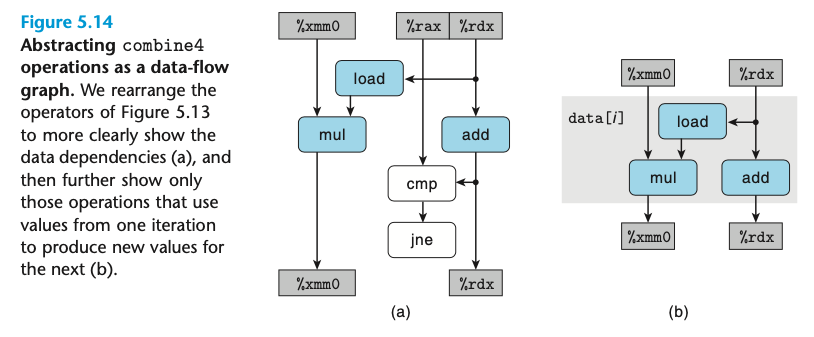 Figure 5.14
Abstracting combine4
operations as a data-flow
graph. We rearrange the
operators of Figure 5.13
to more clearly show the
data dependencies (a), and
then further show only
those operations that use
values from one iteration
to produce new values for
the next (b).
%xmm0 %rax %rdx
load
mul add
cmp
jne
%xmm0 %rdx
(a)
%xmm0 %rdx
data[i] load
mul add
%xmm0 %rdx
(b)